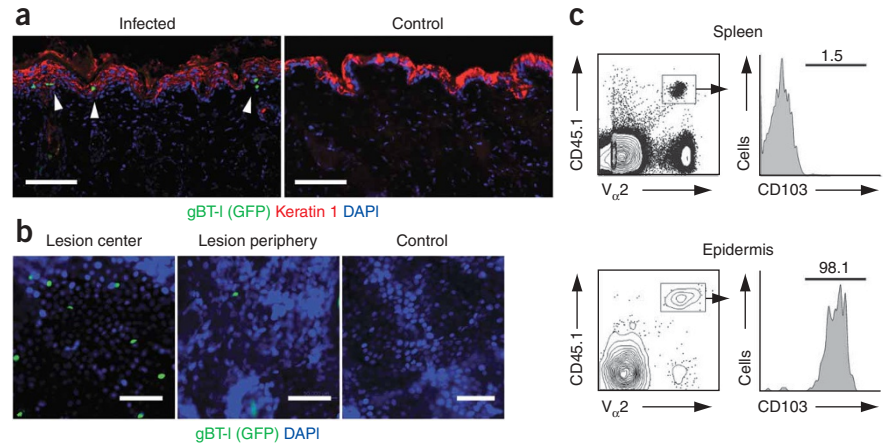 a
Infected
Control
gBT-I (GFP) Keratin 1 DAPI
b
Lesion center
Lesion periphery
Control
gBT-I (GFP) DAPI
c
Spleen
CD45.1
Vα2
1.5
Cells
CD103
Epidermis
CD45.1
Vα2
98.1
Cells
CD103